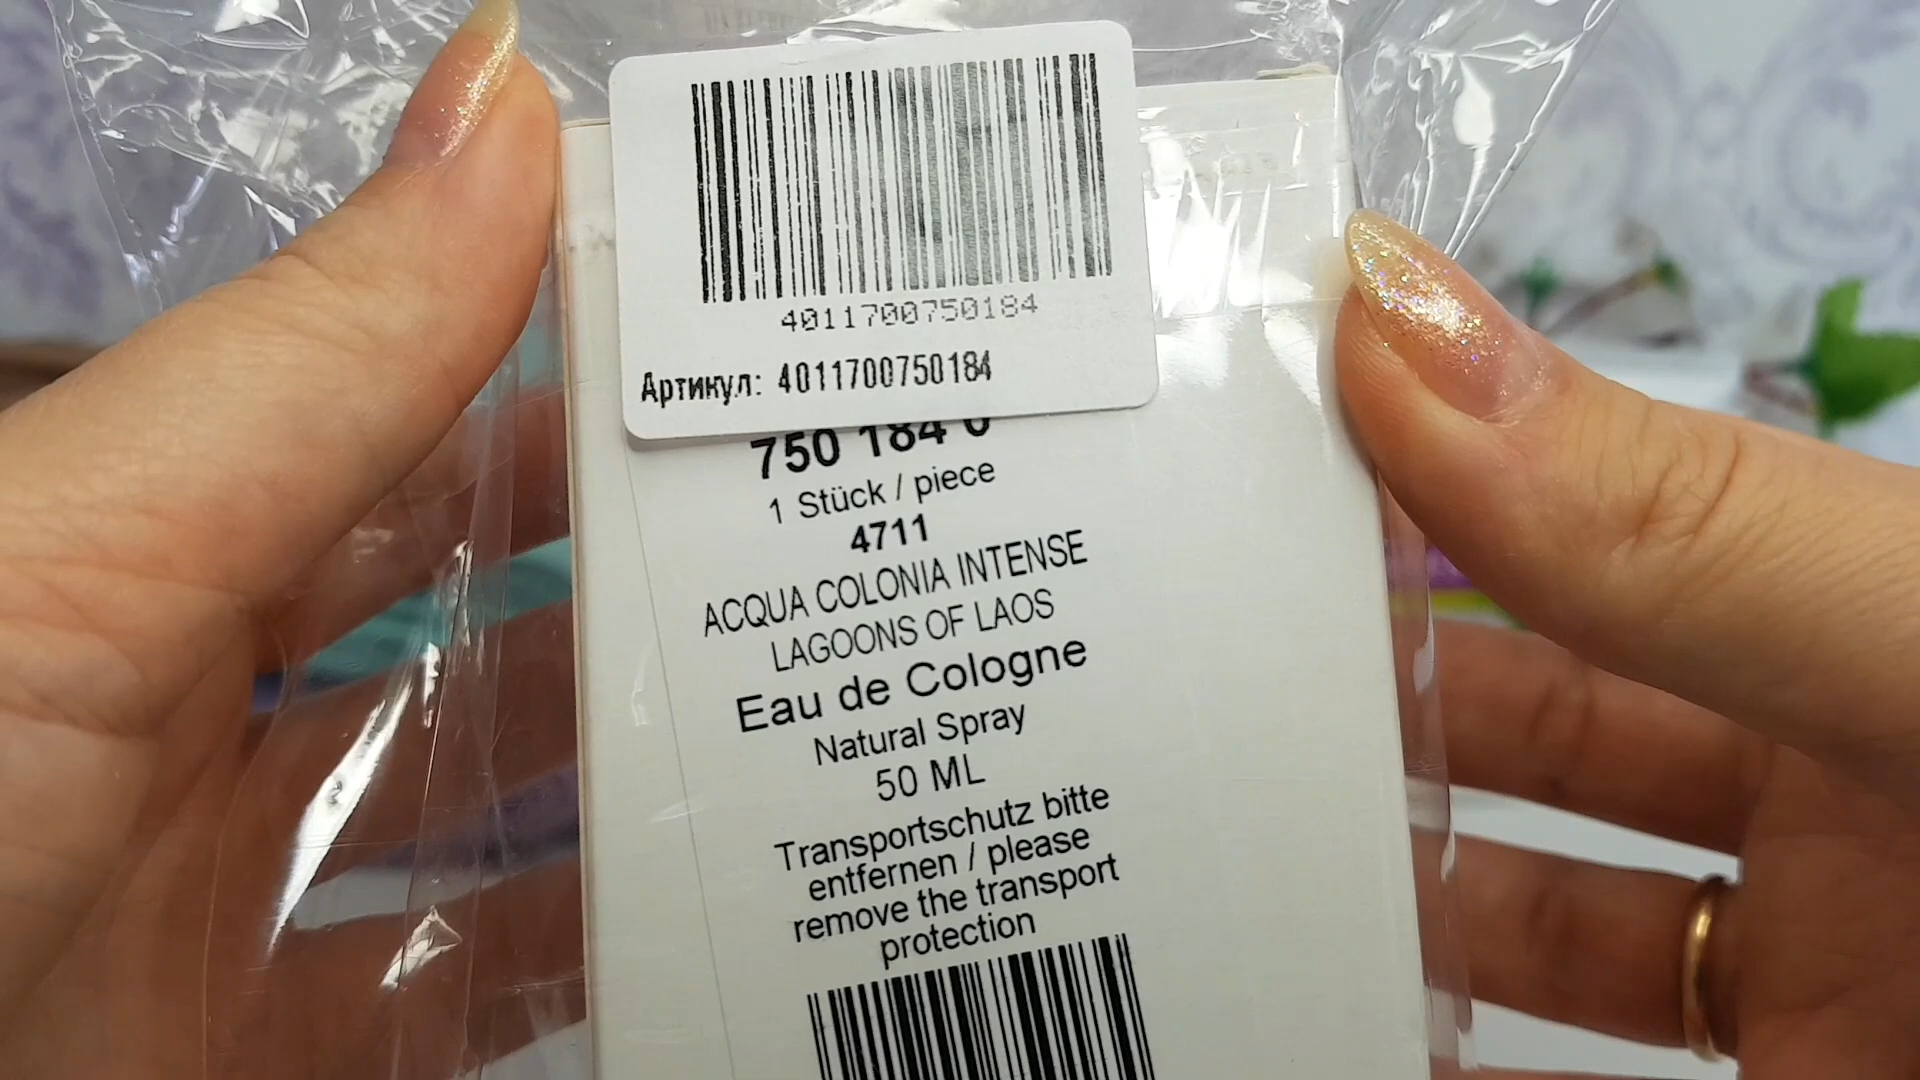 4011700750184
Артикул: 4011700750184
750 184 0
1 Stück / piece
4711
ACQUA COLONIA INTENSE
LAGOONS OF LAOS
Eau de Cologne
Natural Spray
50 ML
Transportschutz bitte
entfernen / please
remove the transport
protection